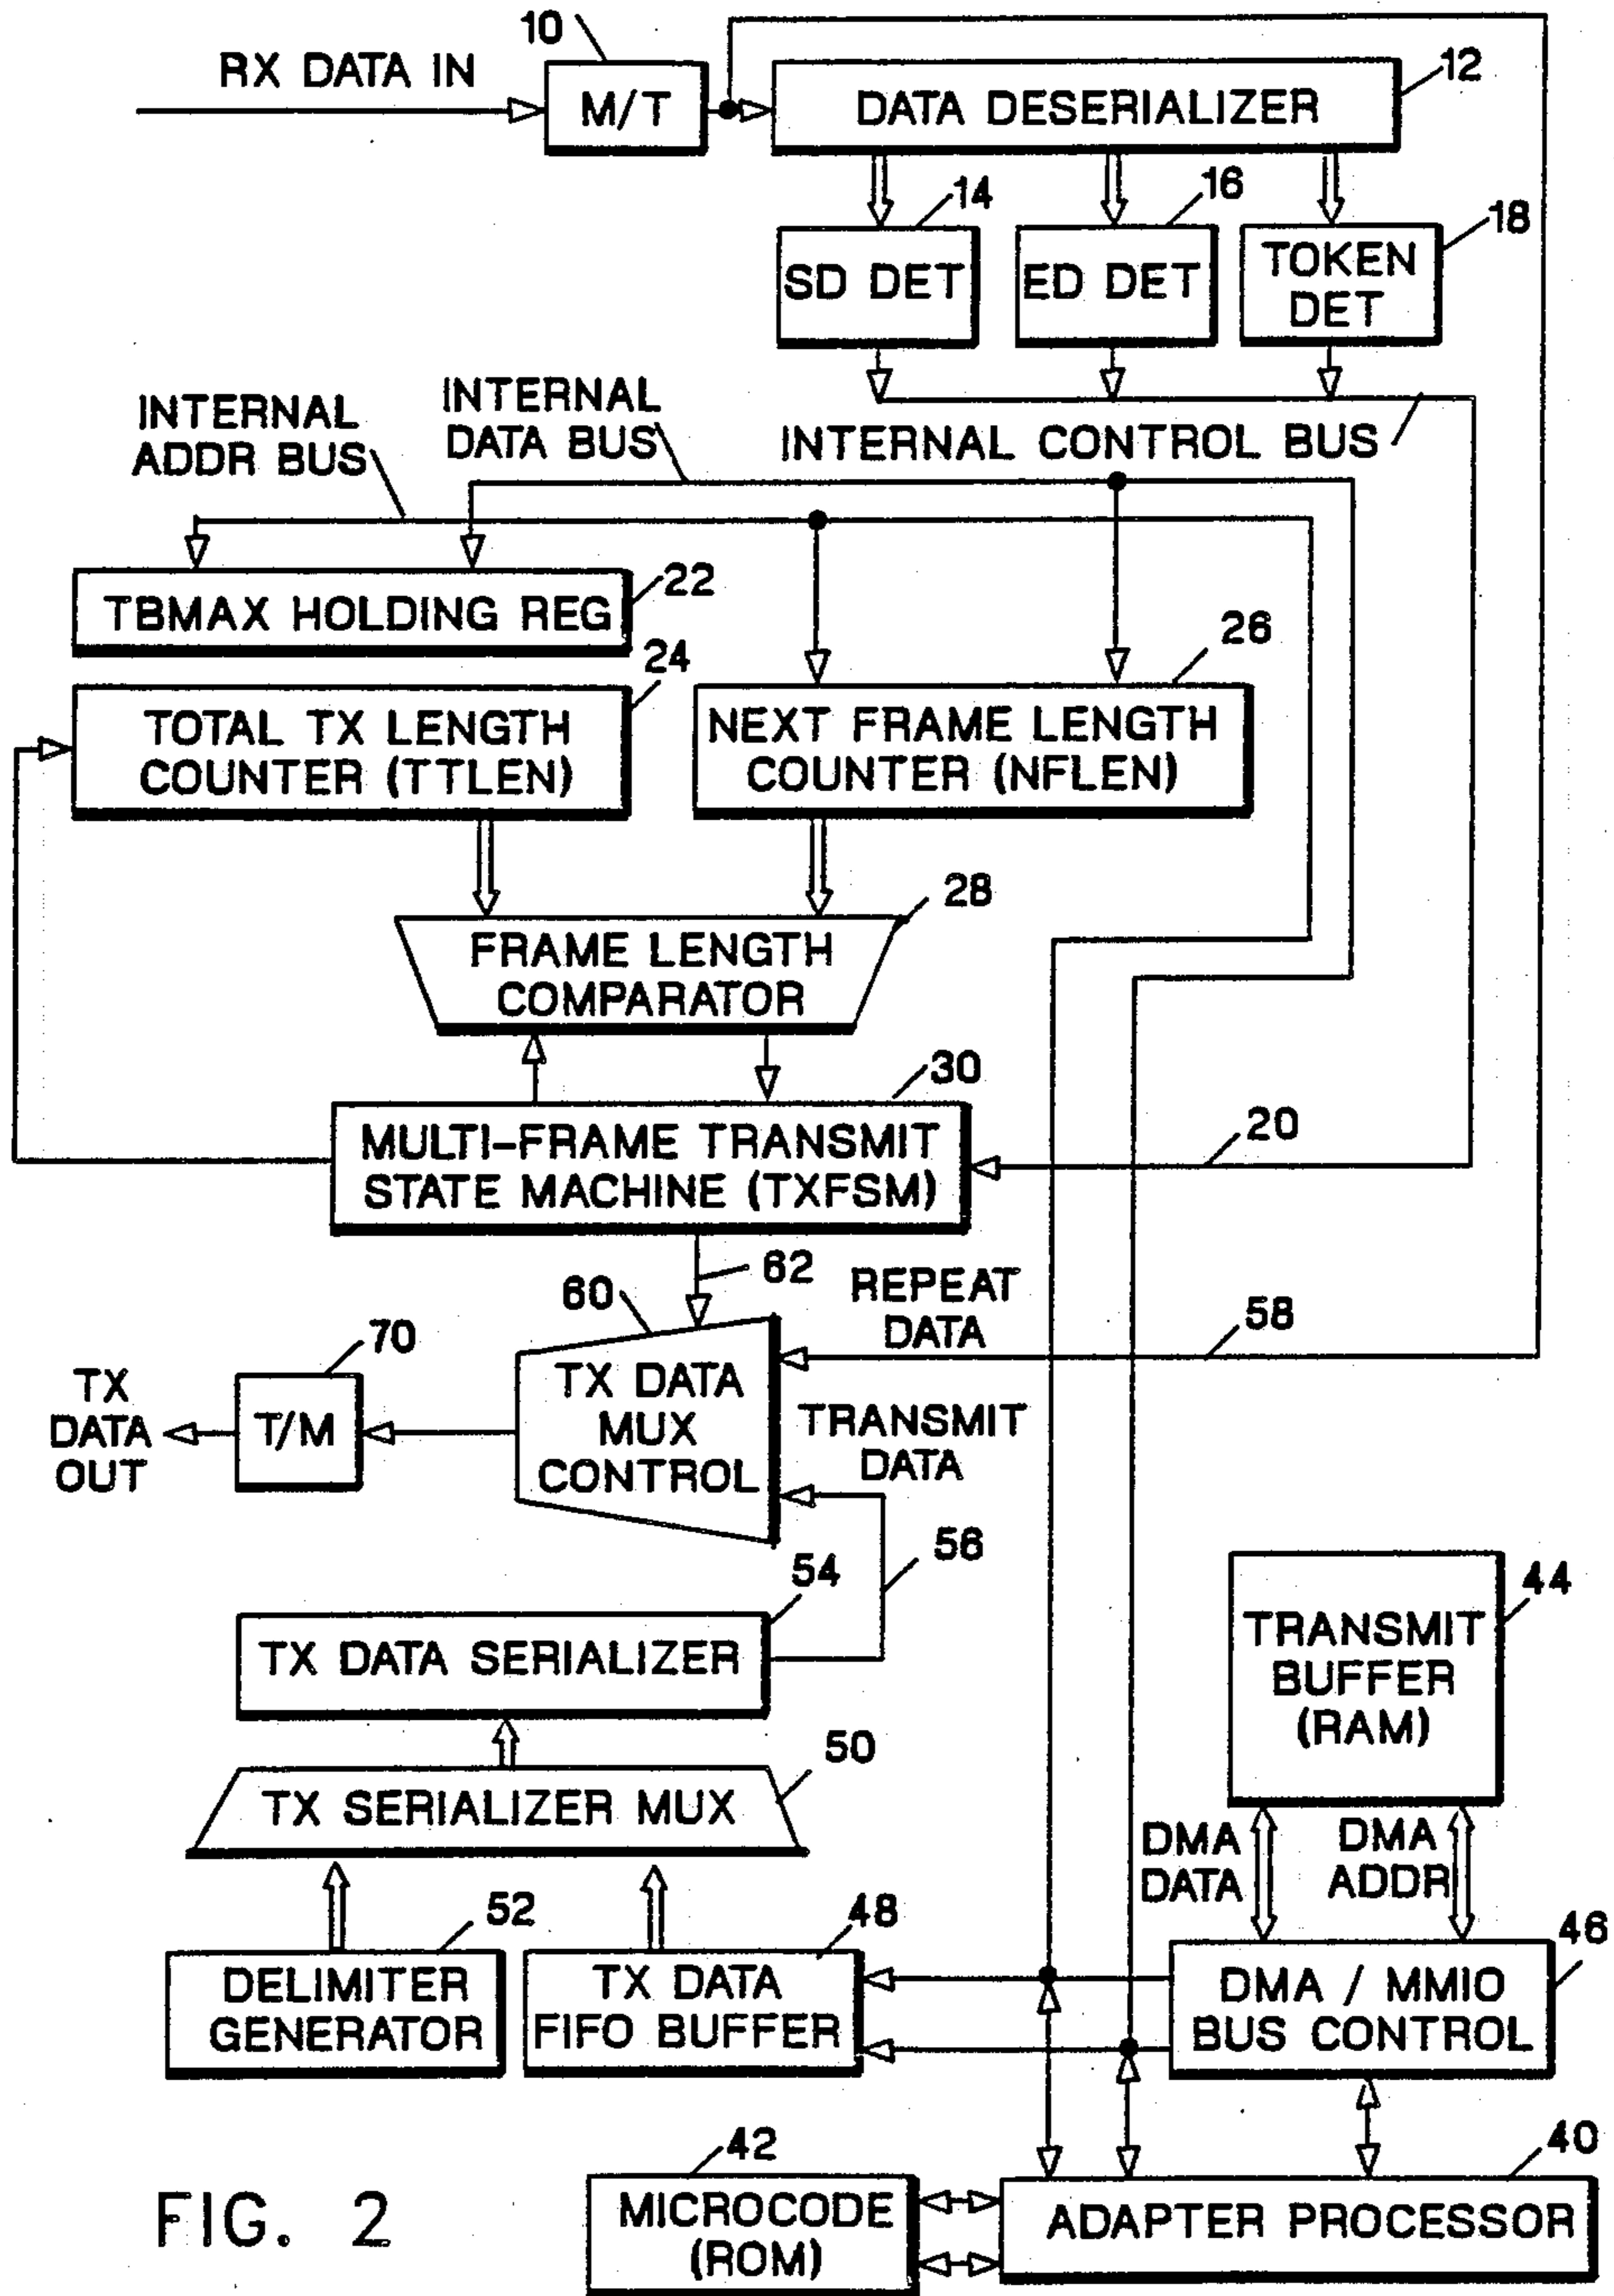 10
RX DATA IN
M/T
DATA DESERIALIZER
12
14
16
18
SD DET
ED DET
TOKEN
DET
INTERNAL
ADDR BUS
INTERNAL
DATA BUS
INTERNAL CONTROL BUS
TBMAX HOLDING REG
22
24
26
TOTAL TX LENGTH
COUNTER (TTLEN)
NEXT FRAME LENGTH
COUNTER (NFLEN)
28
FRAME LENGTH
COMPARATOR
30
MULTI-FRAME TRANSMIT
STATE MACHINE (TXFSM)
20
62
60
REPEAT
DATA
58
70
TX
DATA
OUT
T/M
TX DATA
MUX
CONTROL
TRANSMIT
DATA
56
54
TX DATA SERIALIZER
44
TRANSMIT
BUFFER
(RAM)
50
TX SERIALIZER MUX
DMA
DATA
DMA
ADDR
52
48
46
DELIMITER
GENERATOR
TX DATA
FIFO BUFFER
DMA / MMIO
BUS CONTROL
42
40
MICROCODE
(ROM)
ADAPTER PROCESSOR
FIG. 2